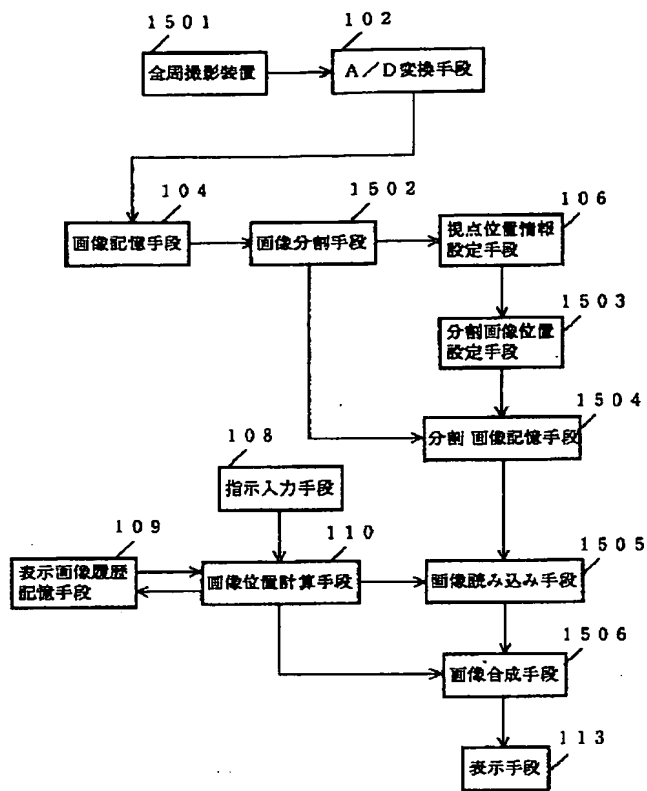 1501
102
全周撮影装置
A/D変換手段
104
1502
106
画像記憶手段
画像分割手段
視点位置情報
設定手段
1503
分割画像位置
設定手段
1504
分割画像記憶手段
108
指示入力手段
109
110
1505
表示画像履歴
記憶手段
画像位置計算手段
画像読み込み手段
1506
画像合成手段
113
表示手段